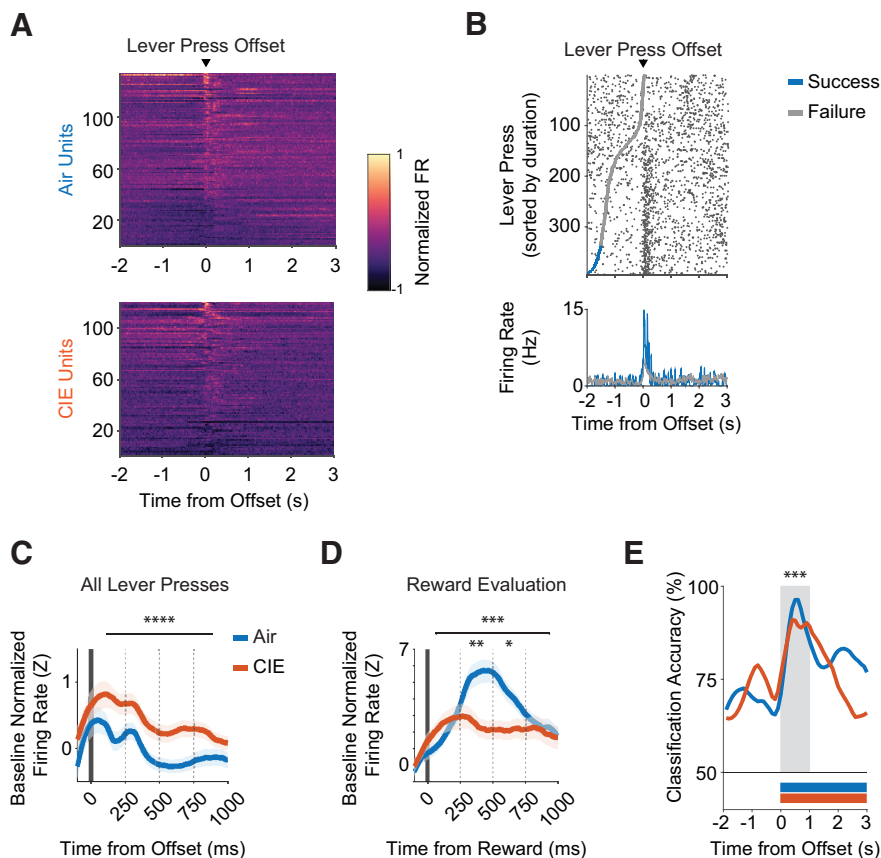 A
Lever Press Offset
Air Units
100
60
20
-2 -1 0 1 2 3
CIE Units
100
60
20
-2 -1 0 1 2 3
Time from Offset (s)
1
-1
Normalized FR
B
Lever Press Offset
Success
Failure
Lever Press
(sorted by duration)
100
200
300
Firing Rate
(Hz)
15
0
-2 -1 0 1 2 3
Time from Offset (s)
C
All Lever Presses
****
Air
CIE
Baseline Normalized
Firing Rate (Z)
1
0
0 250 500 750 1000
Time from Offset (ms)
D
Reward Evaluation
***
** *
Baseline Normalized
Firing Rate (Z)
7
0
0 250 500 750 1000
Time from Reward (ms)
E
***
Classification Accuracy (%)
100
75
50
-2 -1 0 1 2 3
Time from Offset (s)